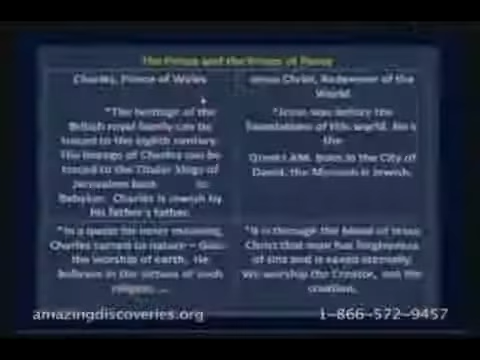 The Prince and the Prince of Peace
Charles, Prince of Wales
"The heritage of the
British royal family can be
traced to the eighth century.
The lineage of Charles can be
traced to the Titular kings of
Jerusalem back to
Babylon. Charles is Jewish by
his father's father.
Jesus Christ, Redeemer of the
World
"Jesus was before the
foundations of this world. He is
the
Great I AM. Born in the City of
David, the Messiah is Jewish.
"In a quest for inner meaning,
Charles turned to nature –
the worship of earth. He
believes in the virtues of such
religion ...
"It is through the blood of Jesus
Christ that man has forgiveness
of sins and is saved eternally.
We worship the Creator, not the
creation.
amazingdiscoveries.org
1-866-572-9457